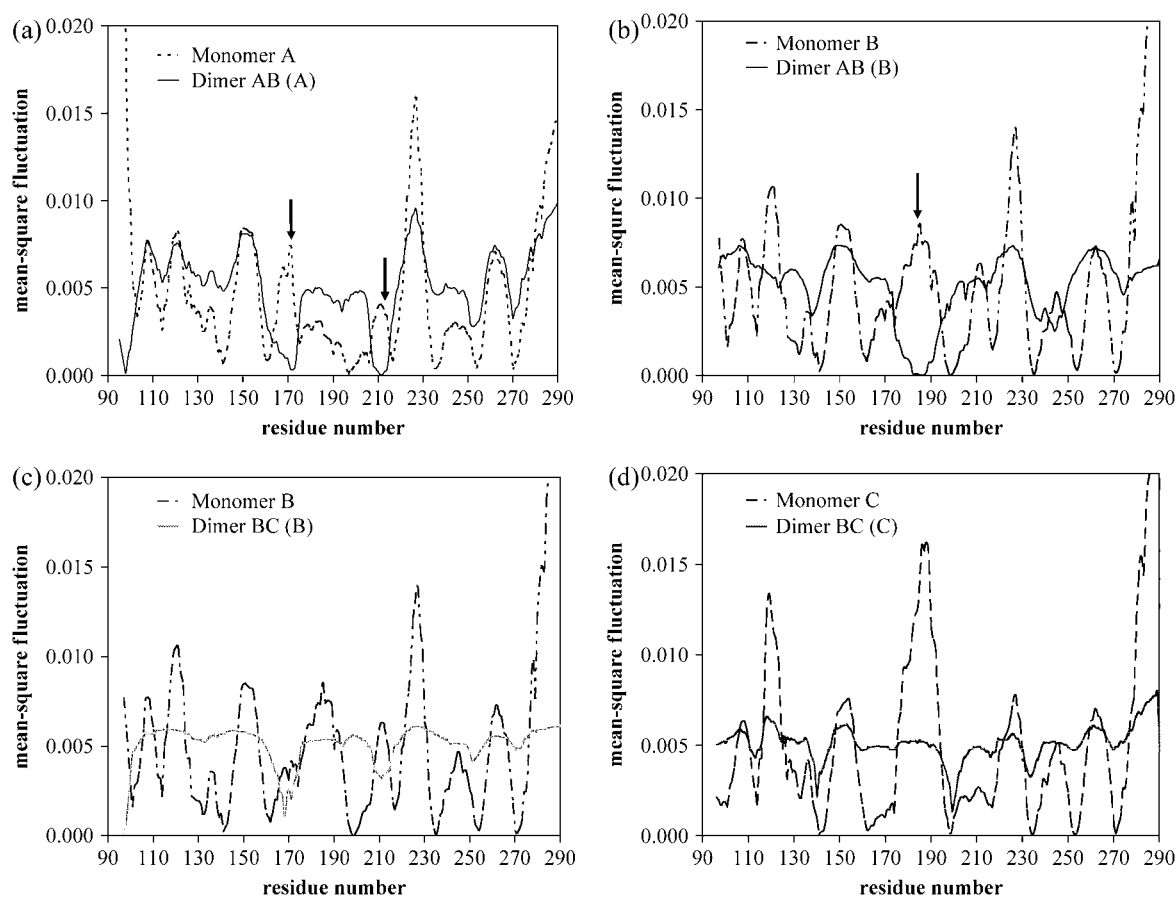 (a)
0.020
0.015
0.010
0.005
0.000
mean-square fluctuation
Monomer A
Dimer AB (A)
90 110 130 150 170 190 210 230 250 270 290
residue number
(b)
0.020
0.015
0.010
0.005
0.000
mean-squre fluctuation
Monomer B
Dimer AB (B)
90 110 130 150 170 190 210 230 250 270 290
residue number
(c)
0.020
0.015
0.010
0.005
0.000
mean-square fluctuation
Monomer B
Dimer BC (B)
90 110 130 150 170 190 210 230 250 270 290
residue number
(d)
0.020
0.015
0.010
0.005
0.000
mean-square fluctuation
Monomer C
Dimer BC (C)
90 110 130 150 170 190 210 230 250 270 290
residue number